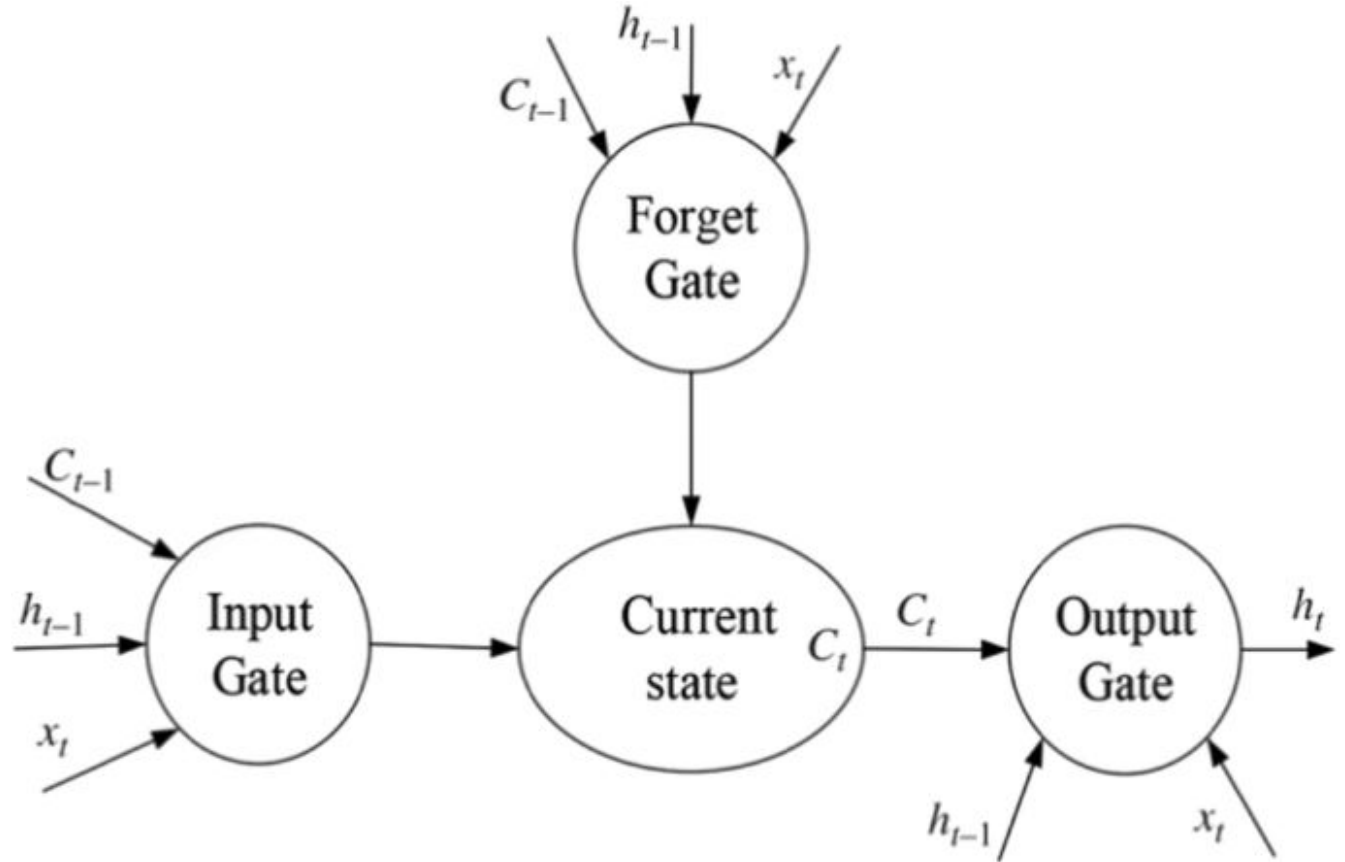 h_{t−1}
x_t
C_{t−1}
Forget
Gate
C_{t−1}
h_{t−1}
x_t
Input
Gate
Current
state
C_t
C_t
Output
Gate
h_t
h_{t−1}
x_t